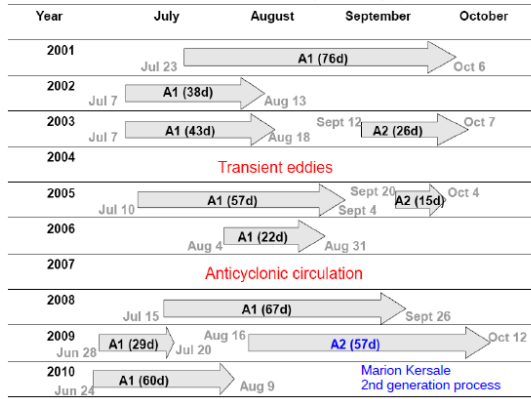 Year July August September October
2001 A1 (76d)
Jul 23 Oct 6
2002 A1 (38d)
Jul 7 Aug 13
2003 Sept 12 Oct 7
Jul 7 A1 (43d) Aug 18 A2 (26d)
2004 Transient eddies
2005 Sept 20 Oct 4
Jul 10 A1 (57d) Sept 4 A2 (15d)
2006 A1 (22d)
Aug 4 Aug 31
2007 Anticyclonic circulation
2008 A1 (67d)
Jul 15 Sept 26
2009 Aug 16 Oct 12
Jun 28 A1 (29d) Jul 20 A2 (57d)
2010 Marion Kersale
Jun 24 A1 (60d) Aug 9 2nd generation process